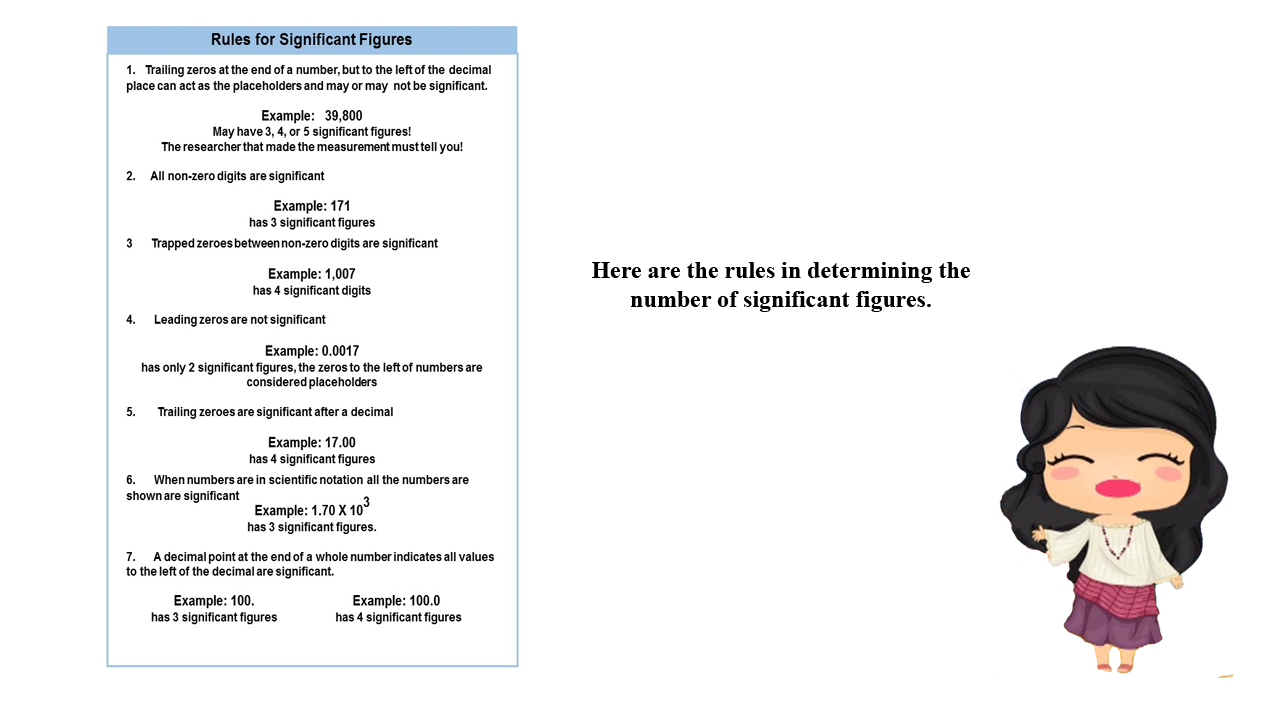 Rules for Significant Figures
1. Trailing zeros at the end of a number, but to the left of the decimal
place can act as the placeholders and may or may not be significant.
Example: 39,800
May have 3, 4, or 5 significant figures!
The researcher that made the measurement must tell you!
2. All non-zero digits are significant
Example: 171
has 3 significant figures
3 Trapped zeroes between non-zero digits are significant
Example: 1,007
has 4 significant digits
4. Leading zeros are not significant
Example: 0.0017
has only 2 significant figures, the zeros to the left of numbers are
considered placeholders
5. Trailing zeroes are significant after a decimal
Example: 17.00
has 4 significant figures
6. When numbers are in scientific notation all the numbers are
shown are significant
Example: 1.70 X 10³
has 3 significant figures.
7. A decimal point at the end of a whole number indicates all values
to the left of the decimal are significant.
Example: 100. Example: 100.0
has 3 significant figures has 4 significant figures
Here are the rules in determining the
number of significant figures.